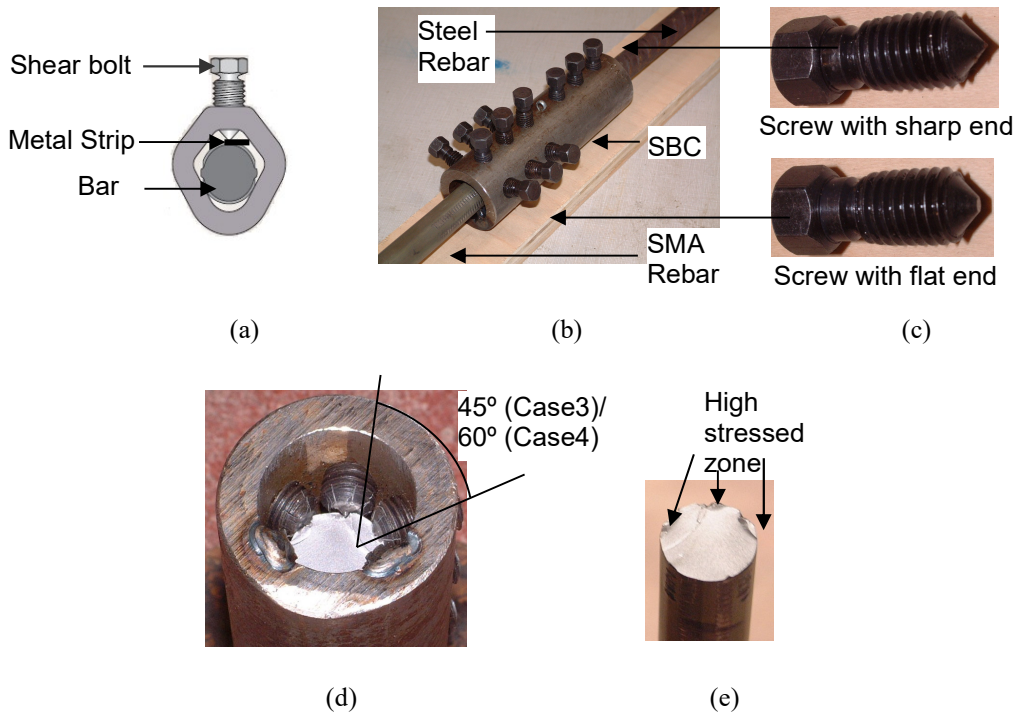 Shear bolt
Metal Strip
Bar
Steel
Rebar
SBC
SMA
Rebar
Screw with sharp end
Screw with flat end
(a)
(b)
(c)
45º (Case3)/
60º (Case4)
High
stressed
zone
(d)
(e)